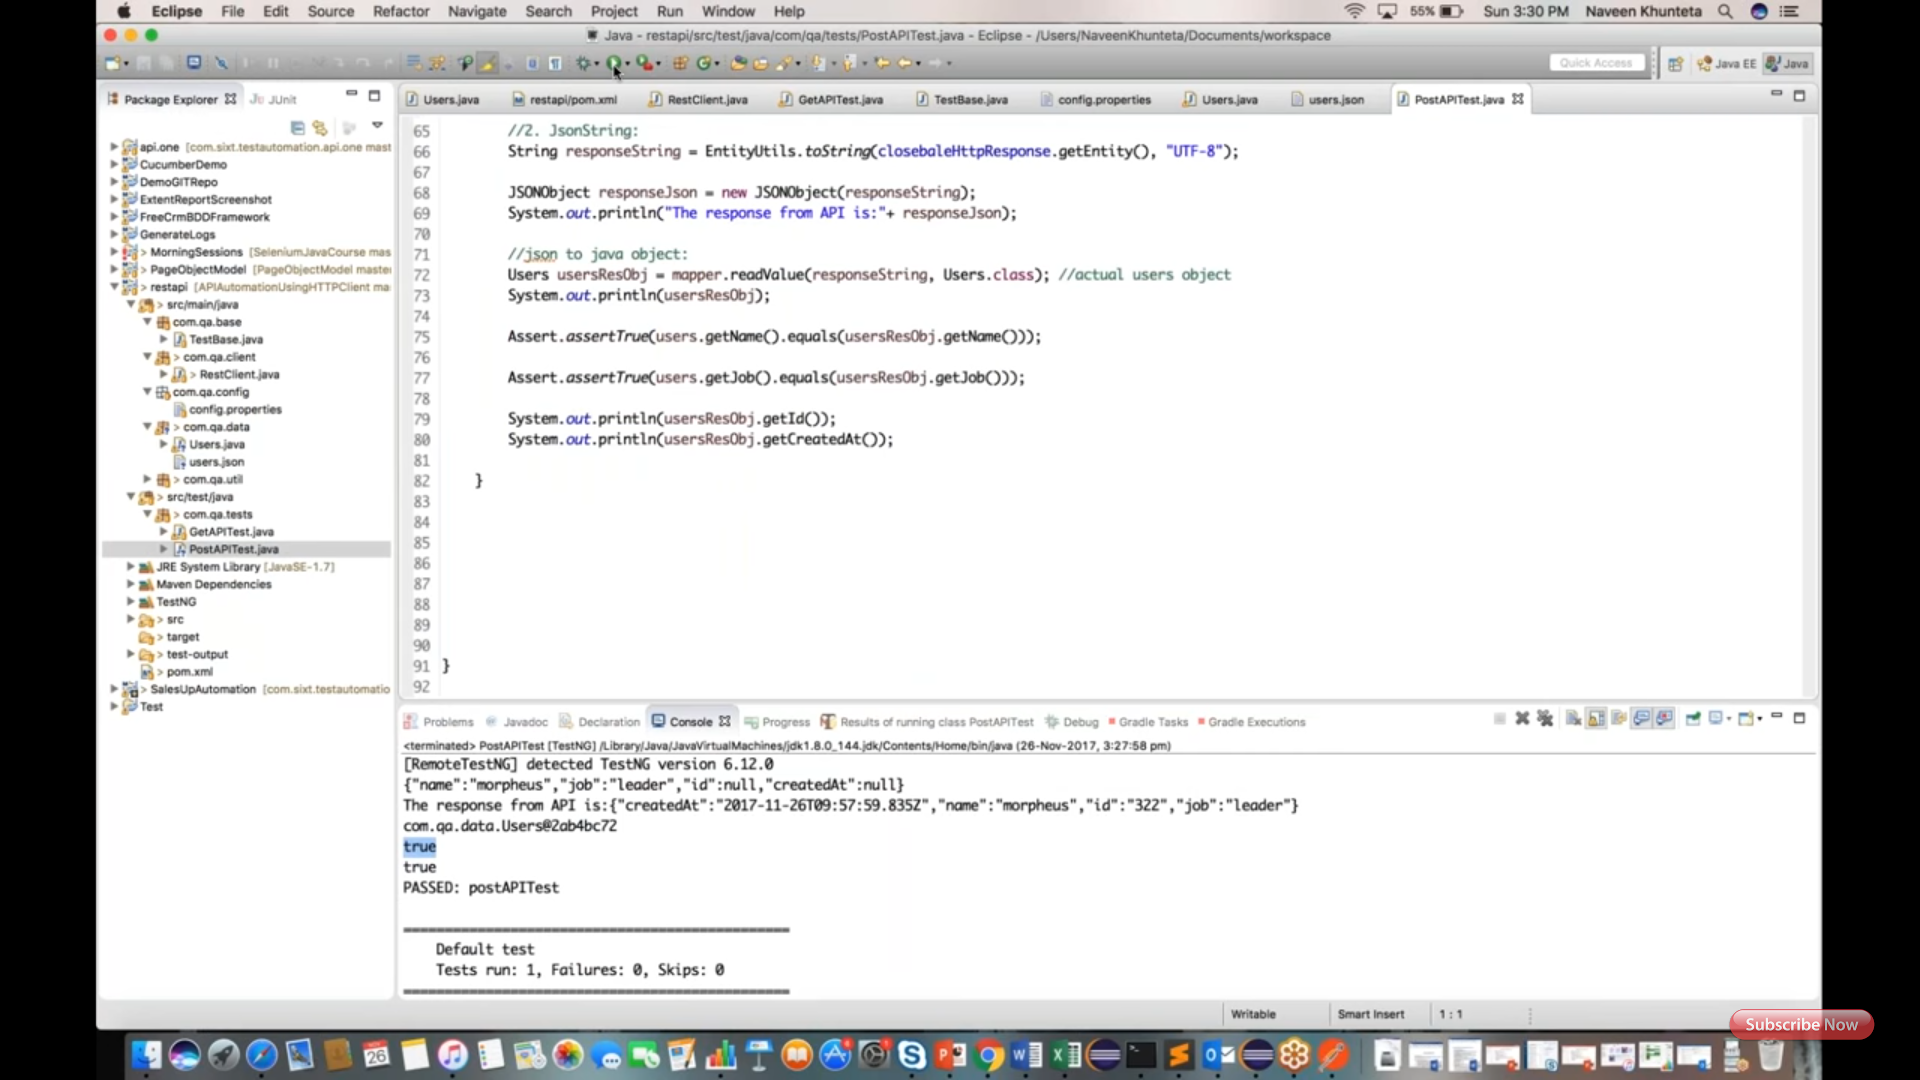 Eclipse File Edit Source Refactor Navigate Search Project Run Window Help 55% Sun 3:30 PM Naveen Khunteta
Java - restapi/src/test/java/com/qa/tests/PostAPITest.java - Eclipse - /Users/NaveenKhunteta/Documents/workspace
Quick Access Java EE Java
Package Explorer JUnit
Users.java restapi/pom.xml RestClient.java GetAPITest.java TestBase.java config.properties Users.java users.json PostAPITest.java
api.one [com.sixt.testautomation.api.one mast
CucumberDemo
DemoGITRepo
ExtentReportScreenshot
FreeCrmBDDFramework
GenerateLogs
> MorningSessions [SeleniumJavaCourse mas
> PageObjectModel [PageObjectModel master
> restapi [APIAutomationUsingHTTPClient ma
> src/main/java
com.qa.base
TestBase.java
> com.qa.client
> RestClient.java
com.qa.config
config.properties
> com.qa.data
Users.java
users.json
> com.qa.util
> src/test/java
> com.qa.tests
GetAPITest.java
PostAPITest.java
JRE System Library [JavaSE-1.7]
Maven Dependencies
TestNG
> src
> target
> test-output
> pom.xml
> SalesUpAutomation [com.sixt.testautomatio
Test
65 //2. JsonString:
66 String responseString = EntityUtils.toString(closebaleHttpResponse.getEntity(), "UTF-8");
67
68 JSONObject responseJson = new JSONObject(responseString);
69 System.out.println("The response from API is:"+ responseJson);
70
71 //json to java object:
72 Users usersResObj = mapper.readValue(responseString, Users.class); //actual users object
73 System.out.println(usersResObj);
74
75 Assert.assertTrue(users.getName().equals(usersResObj.getName()));
76
77 Assert.assertTrue(users.getJob().equals(usersResObj.getJob()));
78
79 System.out.println(usersResObj.getId());
80 System.out.println(usersResObj.getCreatedAt());
81
82 }
83
84
85
86
87
88
89
90
91 }
92
Problems Javadoc Declaration Console Progress Results of running class PostAPITest Debug Gradle Tasks Gradle Executions
<terminated> PostAPITest [TestNG] /Library/Java/JavaVirtualMachines/jdk1.8.0_144.jdk/Contents/Home/bin/java (26-Nov-2017, 3:27:58 pm)
[RemoteTestNG] detected TestNG version 6.12.0
{"name":"morpheus","job":"leader","id":null,"createdAt":null}
The response from API is:{"createdAt":"2017-11-26T09:57:59.835Z","name":"morpheus","id":"322","job":"leader"}
com.qa.data.Users@2ab4bc72
true
true
PASSED: postAPITest
===============================================
Default test
Tests run: 1, Failures: 0, Skips: 0
===============================================
Writable Smart Insert 1 : 1
Subscribe Now
26